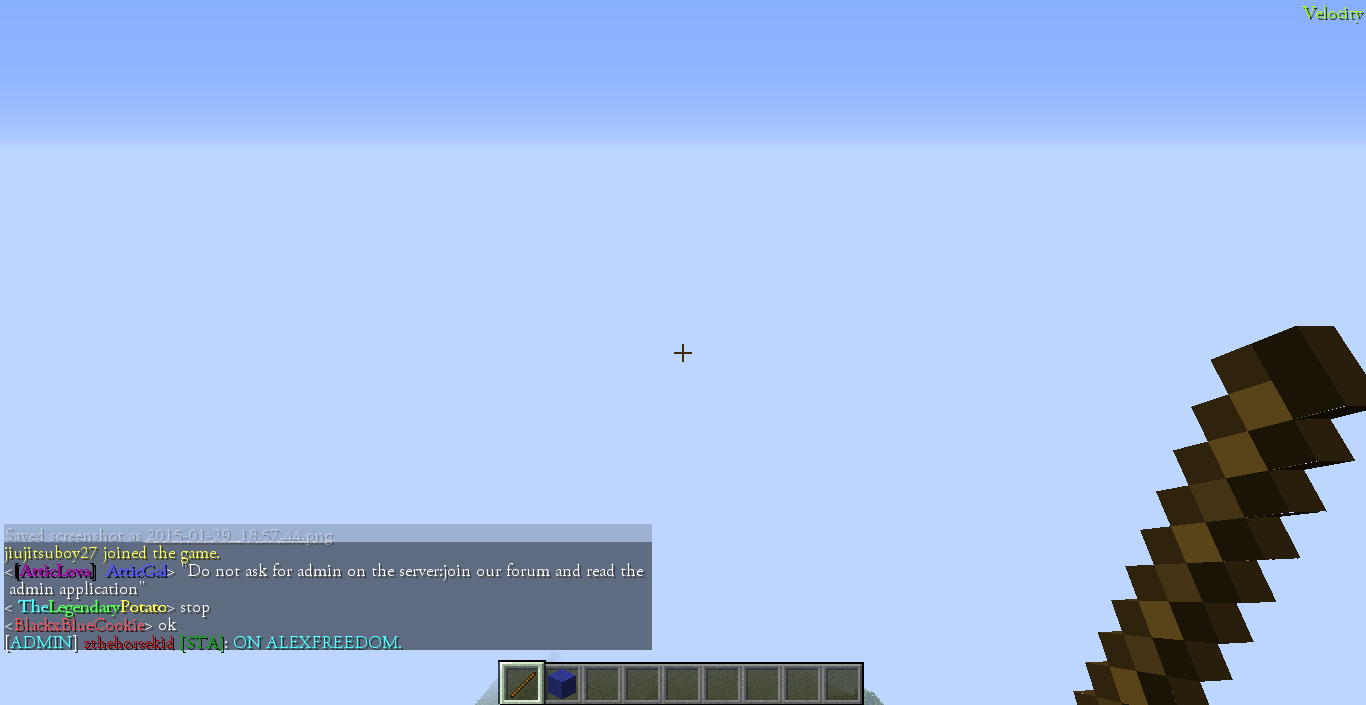 Velocity
Saved screenshot as 2015-01-29_18.57.44.png
jiujitsuboy27 joined the game.
<[AtticLova] AtticGal> "Do not ask for admin on the server:join our forum and read the
admin application"
< TheLegendaryPotato> stop
<BlackxBlueCookie> ok
[ADMIN] zthehorsekid [STA]: ON ALEXFREEDOM.